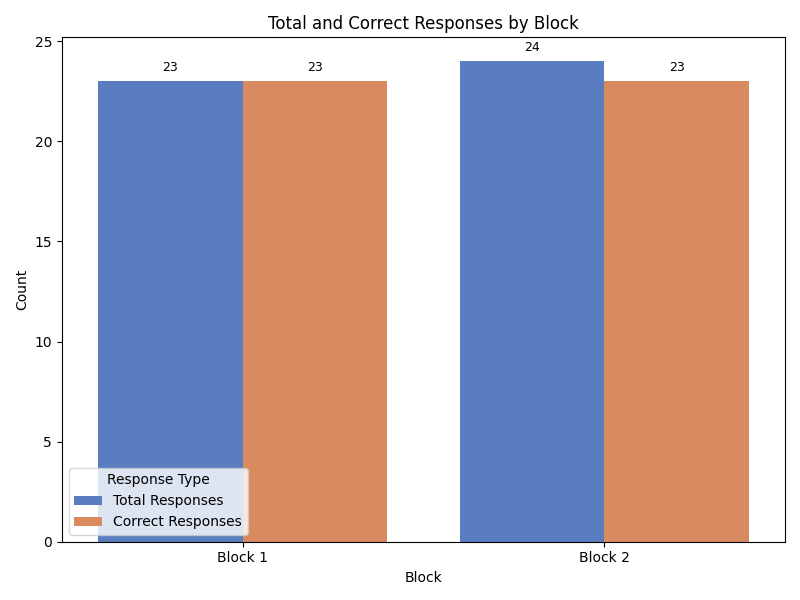 Total and Correct Responses by Block
25
20
15
10
5
0
Count
23
23
24
23
Response Type
Total Responses
Correct Responses
Block 1
Block 2
Block